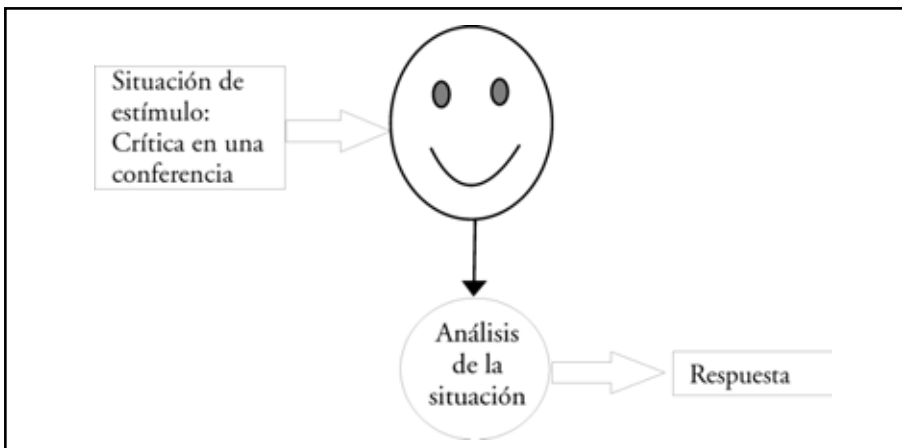 Situación de
estímulo:
Crítica en una
conferencia
Análisis
de la
situación
Respuesta